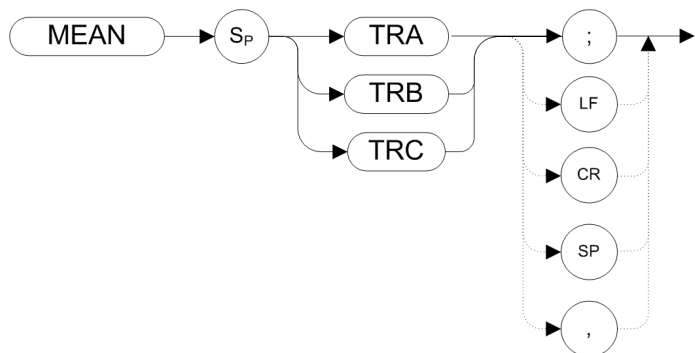 MEAN SP TRA ;
TRB LF
TRC
CR
SP
,